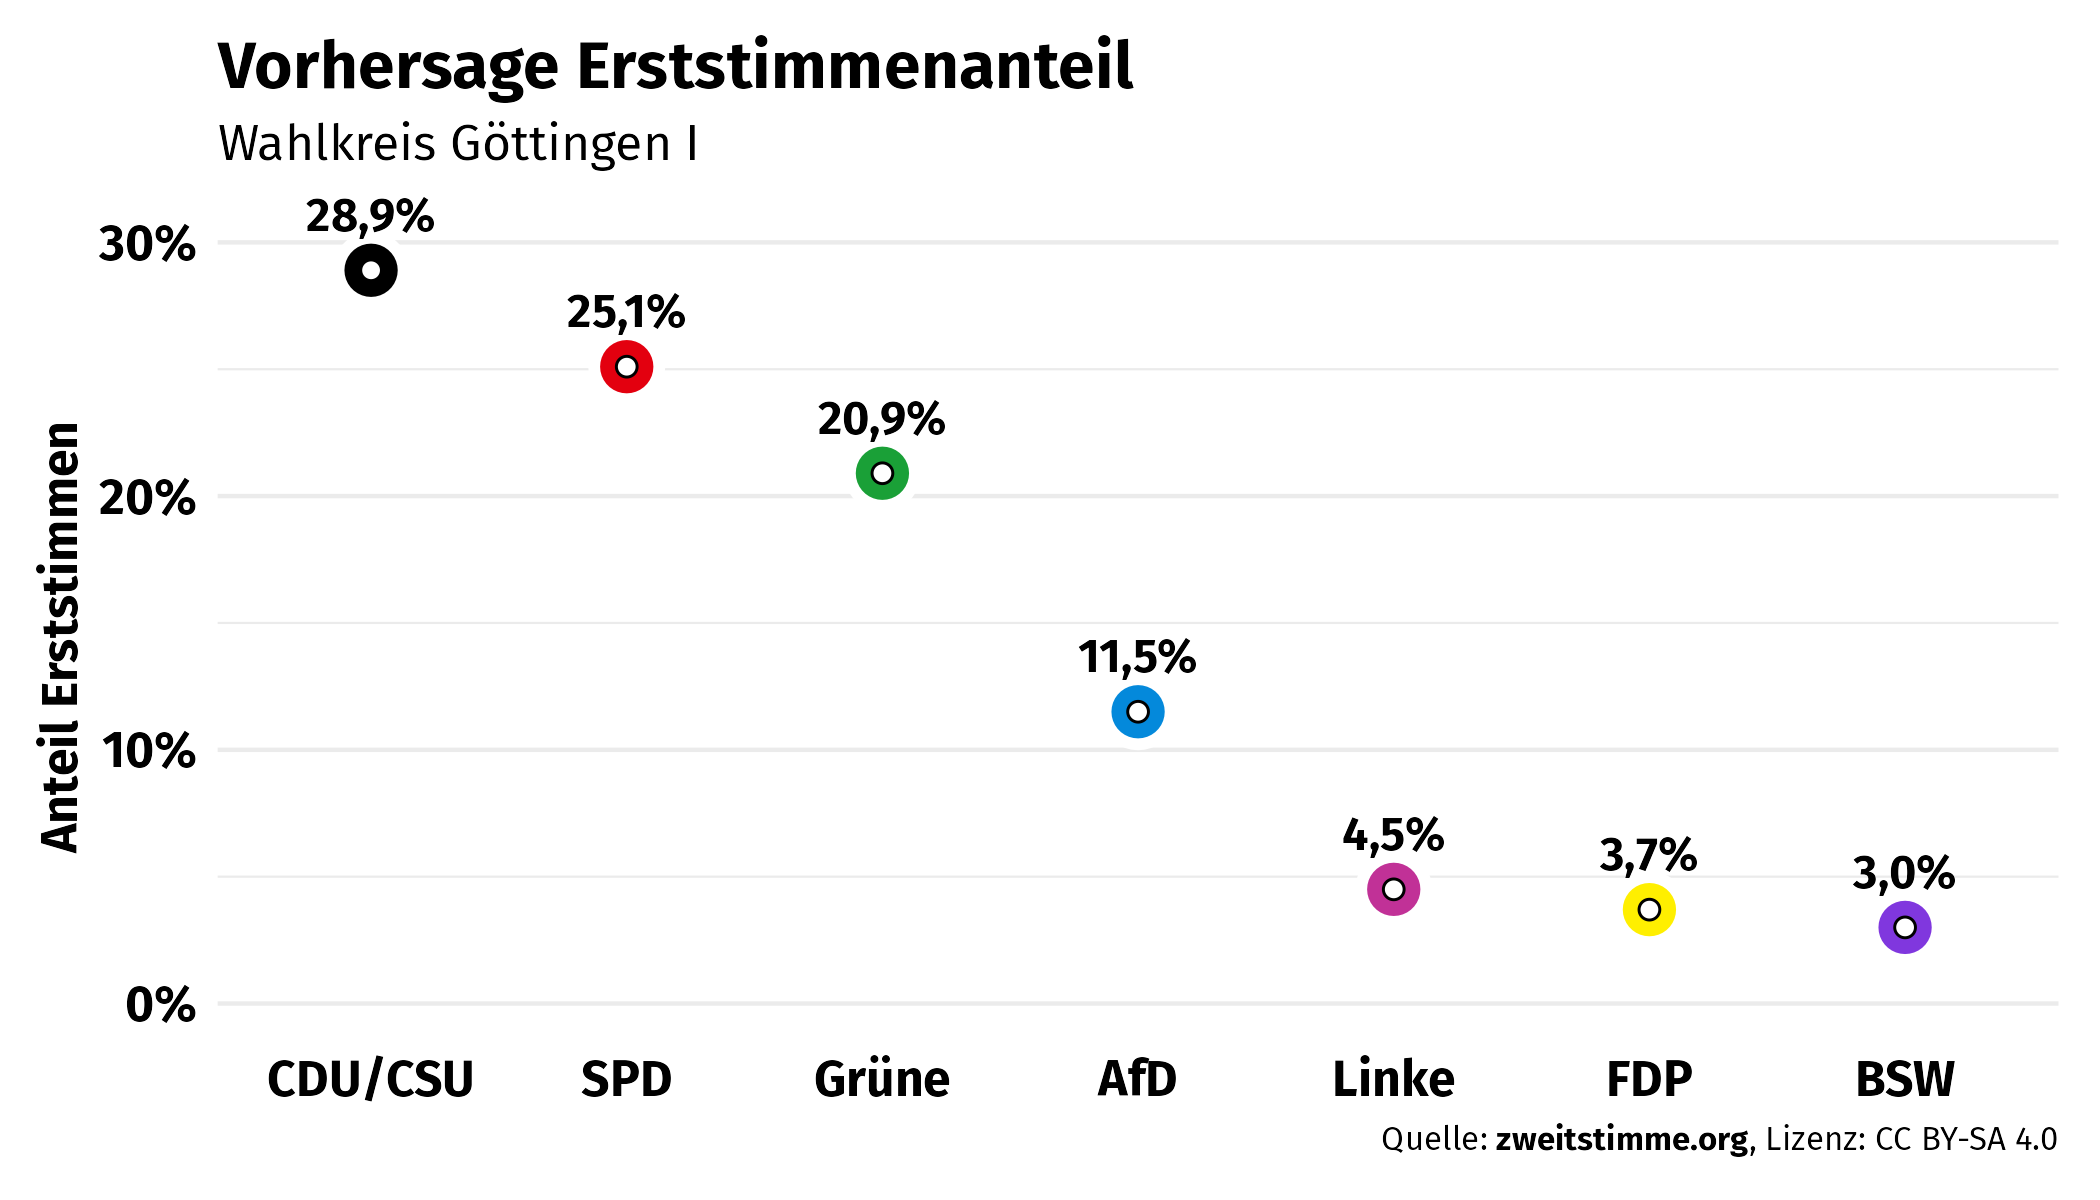 Vorhersage Erststimmenanteil
Wahlkreis Göttingen I
28,9%
30%
25,1%
20,9%
20%
Anteil Erststimmen
11,5%
10%
4,5%
3,7%
3,0%
0%
CDU/CSU SPD Grüne AfD Linke FDP BSW
Quelle: zweitstimme.org, Lizenz: CC BY-SA 4.0